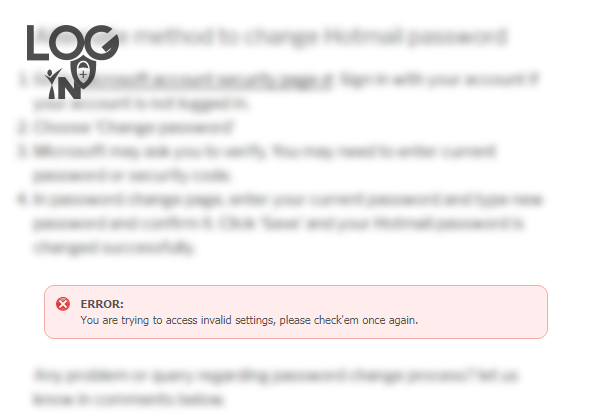 LOG
IN
Alternate method to change Hotmail password
1. Go to Microsoft account security page Sign in with your account if
your account is not logged in.
2. Choose 'Change password'
3. Microsoft may ask you to verify. You may need to enter current
password or security code.
4. In password change page, enter your current password and type new
password and confirm it. Click 'Save' and your Hotmail password is
changed successfully.
ERROR:
You are trying to access invalid settings, please check'em once again.
Any problem or query regarding password change process? let us
know in comments below.